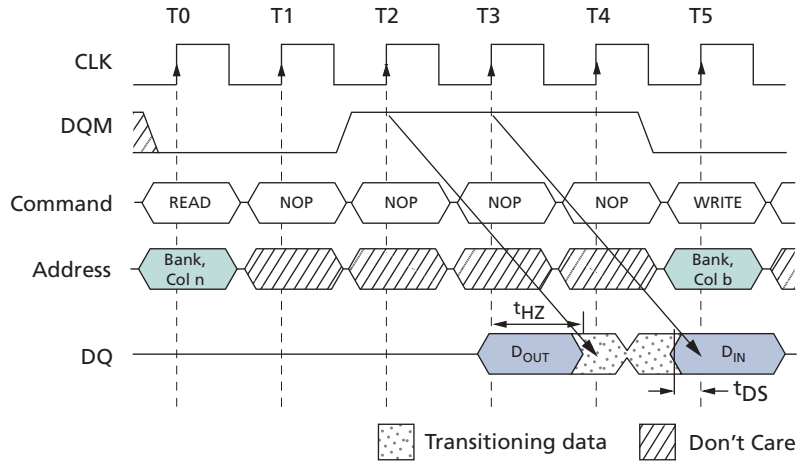 T0 T1 T2 T3 T4 T5
CLK
DQM
Command READ NOP NOP NOP NOP WRITE
Address Bank, Col n Bank, Col b
tHZ
DQ DOUT DIN
tDS
Transitioning data Don't Care